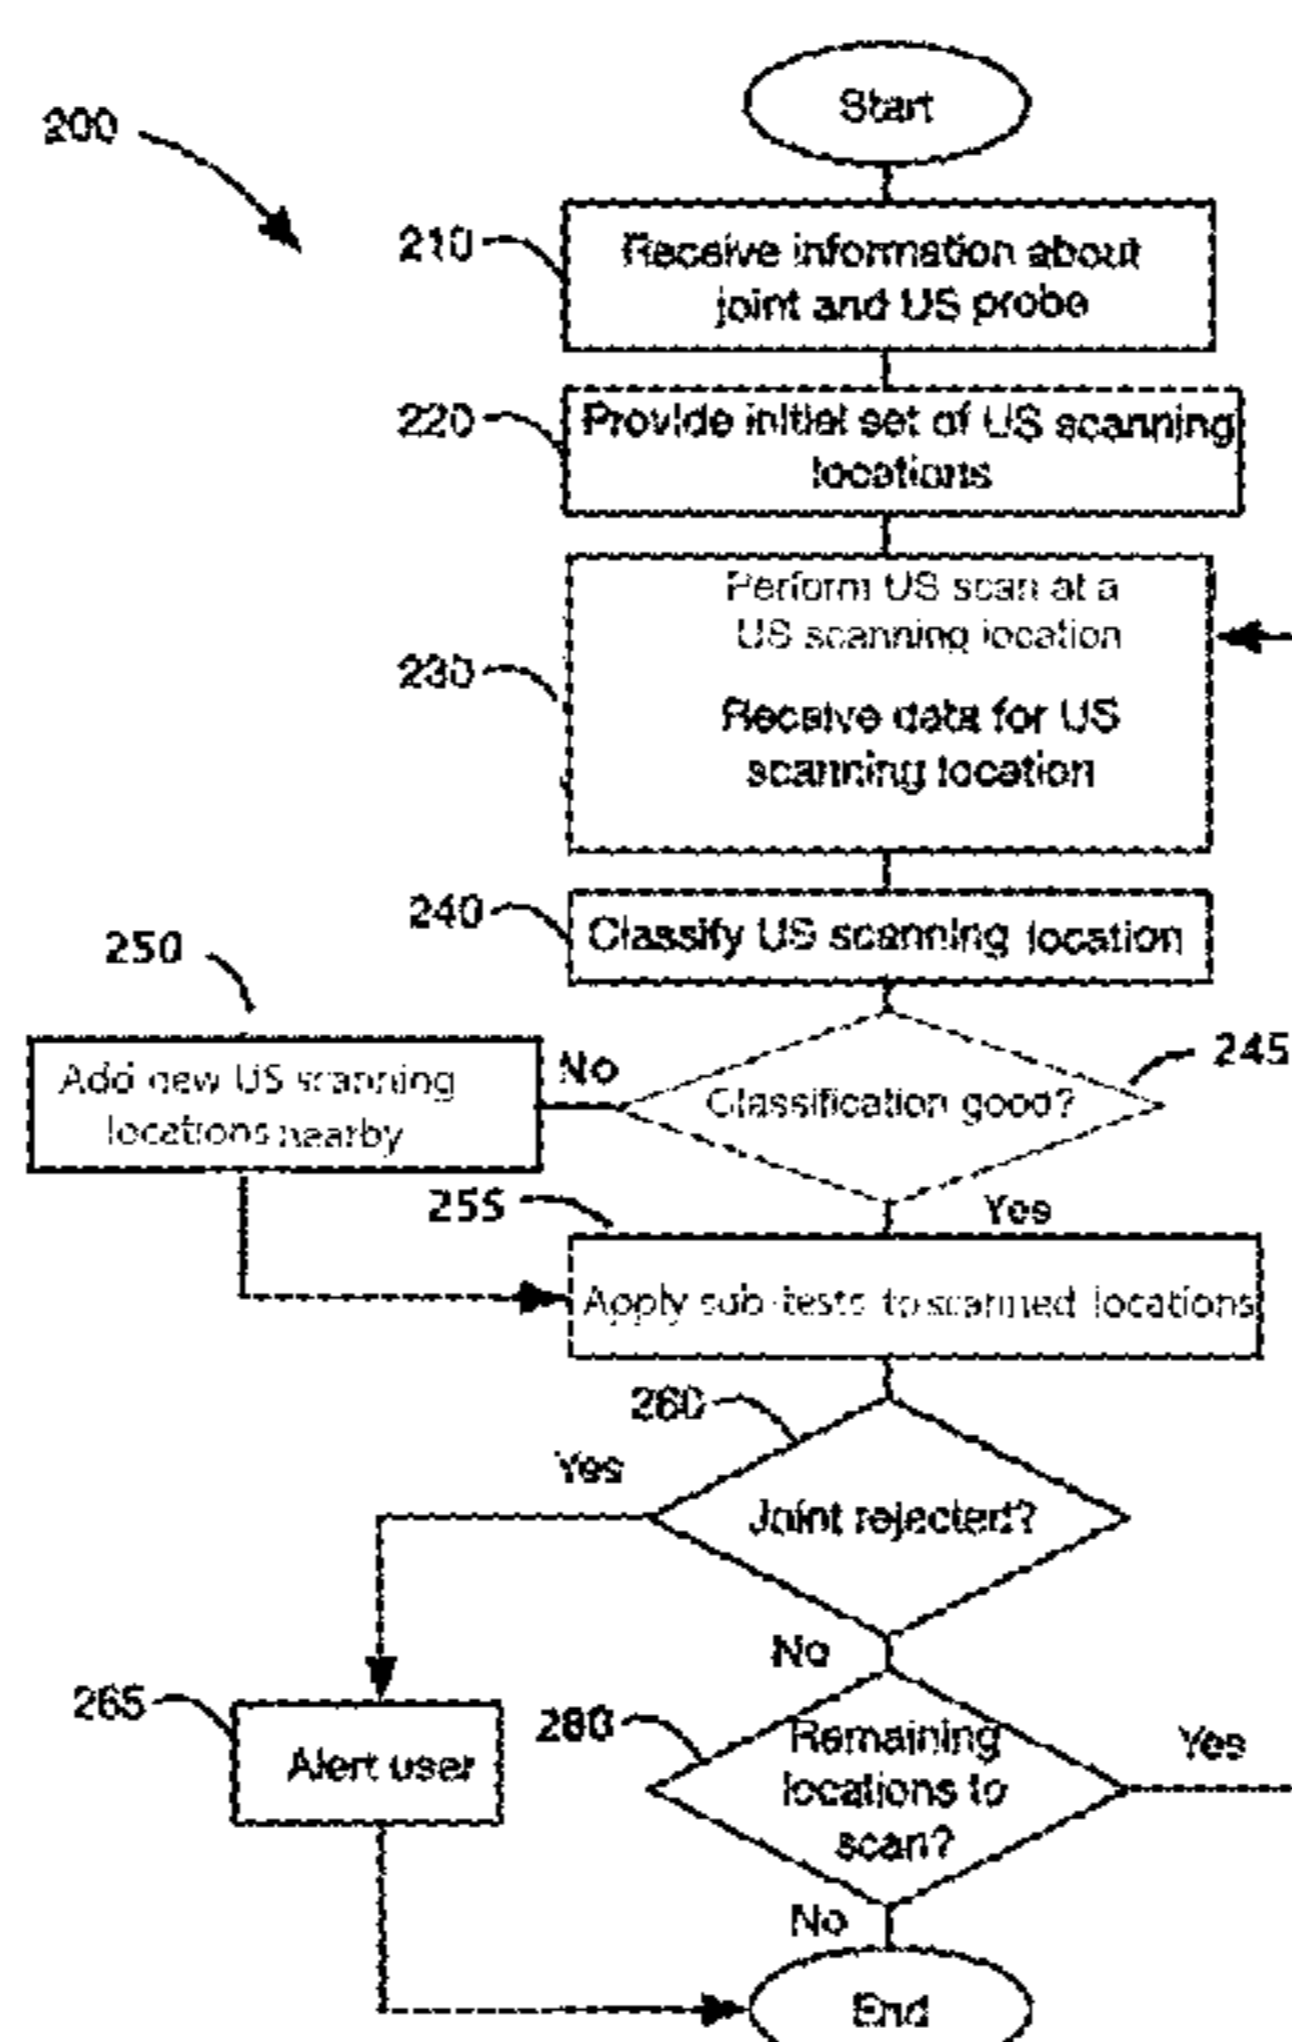 Start
200
210
Receive information about
joint and US probe
220
Provide initial set of US scanning
locations
Perform US scan at a
US scanning location
230
Receive data for US
scanning location
240
Classify US scanning location
250
245
No
Add new US scanning
locations nearby
Classification good?
255
Yes
Apply sub-tests to scanned locations
260
Yes
Joint rejected?
No
265
280
Remaining
locations to
scan?
Yes
Alert user
No
End